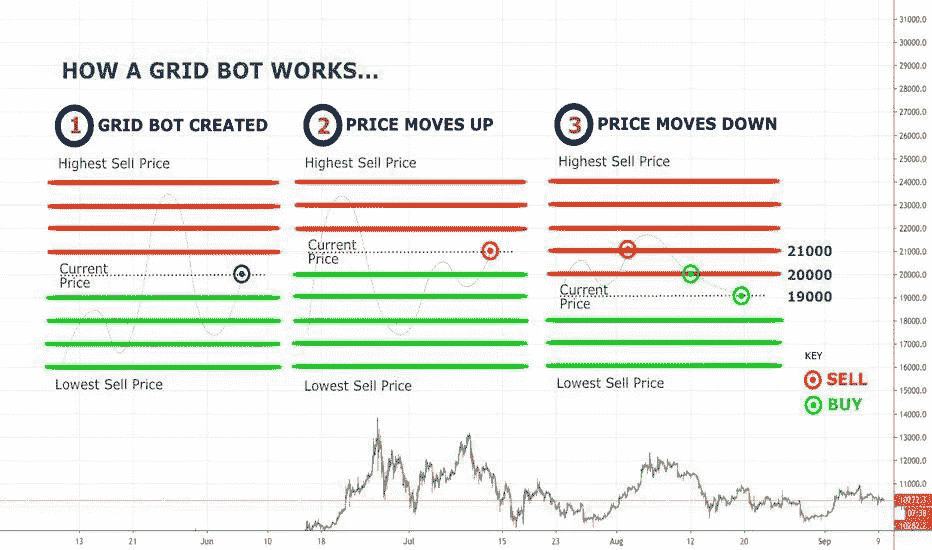 HOW A GRID BOT WORKS...
1 GRID BOT CREATED
Highest Sell Price
Current
Price
Lowest Sell Price
2 PRICE MOVES UP
Highest Sell Price
Current
Price
Lowest Sell Price
3 PRICE MOVES DOWN
Highest Sell Price
21000
20000
Current
Price
19000
Lowest Sell Price
KEY
SELL
BUY
31000.0
30000.0
29000.0
28000.0
27000.0
26000.0
25000.0
24000.0
23000.0
22000.0
21000.0
20000.0
19000.0
18000.0
17000.0
16000.0
15000.0
14000.0
13000.0
12000.0
11000.0
13 21 Jun 10 18 Jul 15 23 Aug 12 20 Sep 9